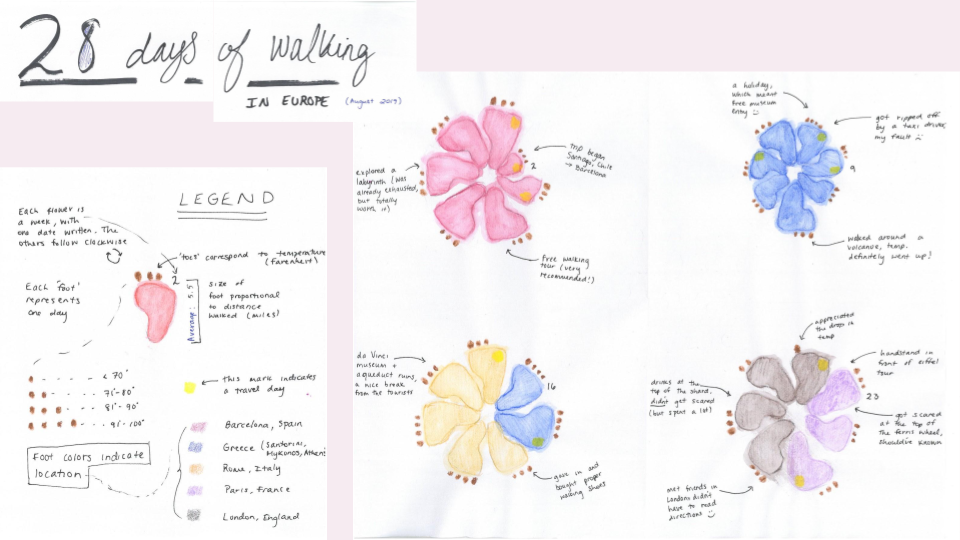 28 days of walking
IN EUROPE (August 2019)
LEGEND
Each flower is
a week, with
one date written. The
others follow clockwise
'toes' correspond to temperature
(farenheit)
2
Each 'foot'
represents
one day
Average: 5.5
size of
foot proportional
to distance
walked (miles)
< 70°
71°-80°
81°-90°
91-100°
this mark indicates
a travel day
Foot colors indicate
location
Barcelona, Spain
Greece (Santorini,
Mykonos, Athens
Rome, Italy
Paris, France
London, England
explored a
labyrinth (was
already exhausted,
but totally
worth it)
2
trip began
Santiago, Chile
→ Barcelona
Free walking
tour (very
recommended!)
a holiday,
which meant
free museum
entry :)
got ripped off
by a taxi driver,
my fault
9
walked around a
volcanoe, temp.
definitely went up!
da Vinci
museum +
aqueduct ruins,
a nice break
from the tourists
16
gave in and
bought proper
walking shoes
appreciated
the drop in
temp
handstand in
front of eiffel
tour
23
got scared
at the top of
the ferris wheel,
should've known
drinks at the
top of the shard,
didn't get scared
(but spent a lot)
met friends in
London: didn't
have to read
directions :)